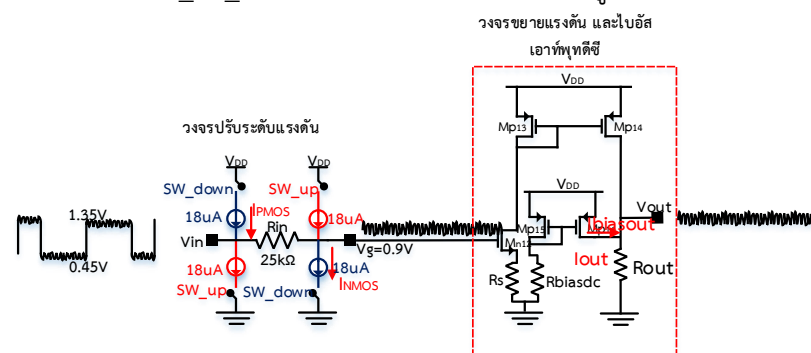 วงจรขยายแรงดัน และไบอัส
เอาท์พุทดีซี
VDD
Mp13
Mp14
วงจรปรับระดับแรงดัน
VDD
VDD
SW_down
SW_up
VDD
1.35V
18uA
IPMOS
18uA
Rin
Vin
25kΩ
Vg=0.9V
Mn12
Mp15
Ibiasout
Vout
0.45V
18uA
18uA
SW_up
SW_down
INMOS
Iout
Rs
Rbiasdc
Rout